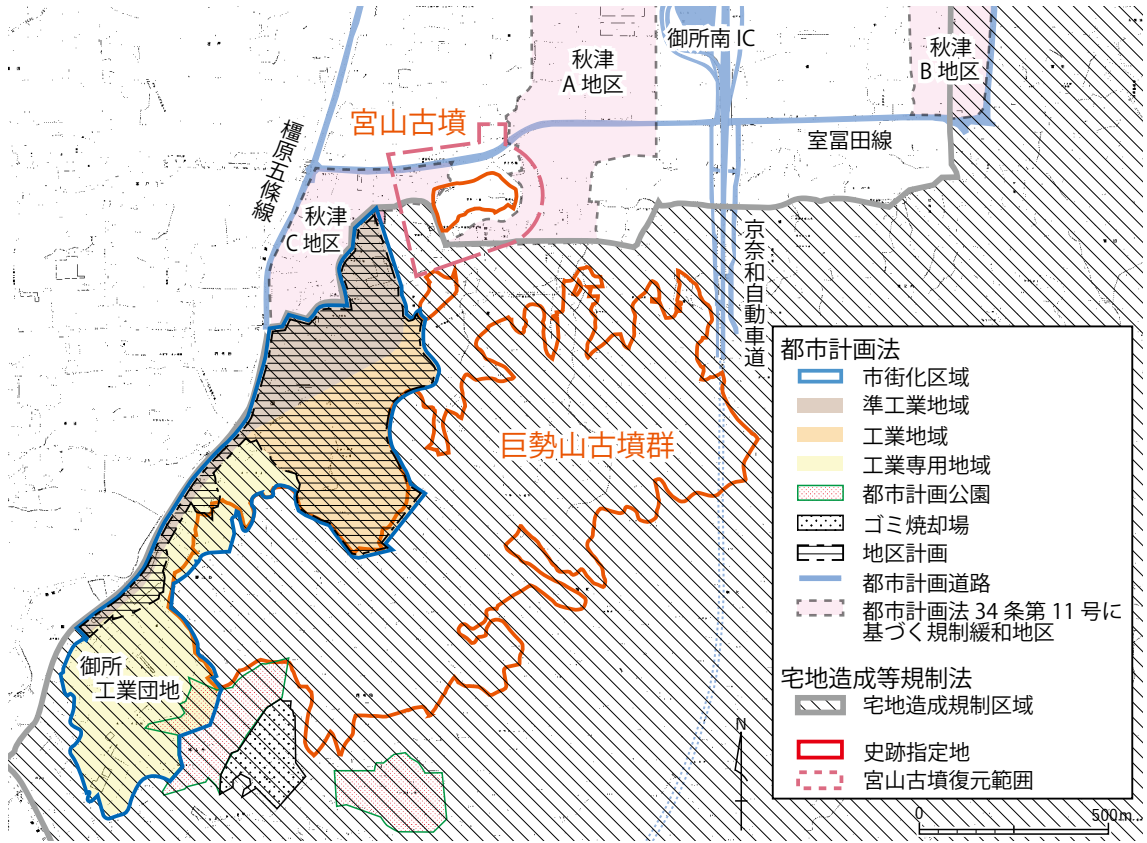 御所南 IC
秋津
A 地区
秋津
B 地区
宮山古墳
橿原五條線
室冨田線
秋津
C 地区
京奈和自動車道
巨勢山古墳群
御所
工業団地
都市計画法
市街化区域
準工業地域
工業地域
工業専用地域
都市計画公園
ゴミ焼却場
地区計画
都市計画道路
都市計画法 34 条第 11 号に
基づく規制緩和地区
宅地造成等規制法
宅地造成規制区域
史跡指定地
宮山古墳復元範囲
N
0
500m